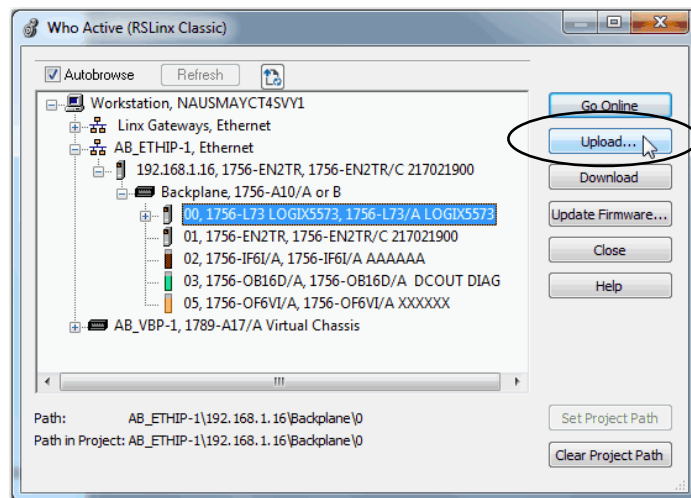 Who Active (RSLinx Classic)
Autobrowse
Refresh
Workstation, NAUSMAYCT4SVY1
Linx Gateways, Ethernet
AB_ETHIP-1, Ethernet
192.168.1.16, 1756-EN2TR, 1756-EN2TR/C 217021900
Backplane, 1756-A10/A or B
00, 1756-L73 LOGIX5573, 1756-L73/A LOGIX5573
01, 1756-EN2TR, 1756-EN2TR/C 217021900
02, 1756-IF6I/A, 1756-IF6I/A AAAAAA
03, 1756-OB16D/A, 1756-OB16D/A  DCOUT DIAG
05, 1756-OF6VI/A, 1756-OF6VI/A XXXXXX
AB_VBP-1, 1789-A17/A Virtual Chassis
Go Online
Upload...
Download
Update Firmware...
Close
Help
Path: AB_ETHIP-1\192.168.1.16\Backplane\0
Path in Project: AB_ETHIP-1\192.168.1.16\Backplane\0
Set Project Path
Clear Project Path